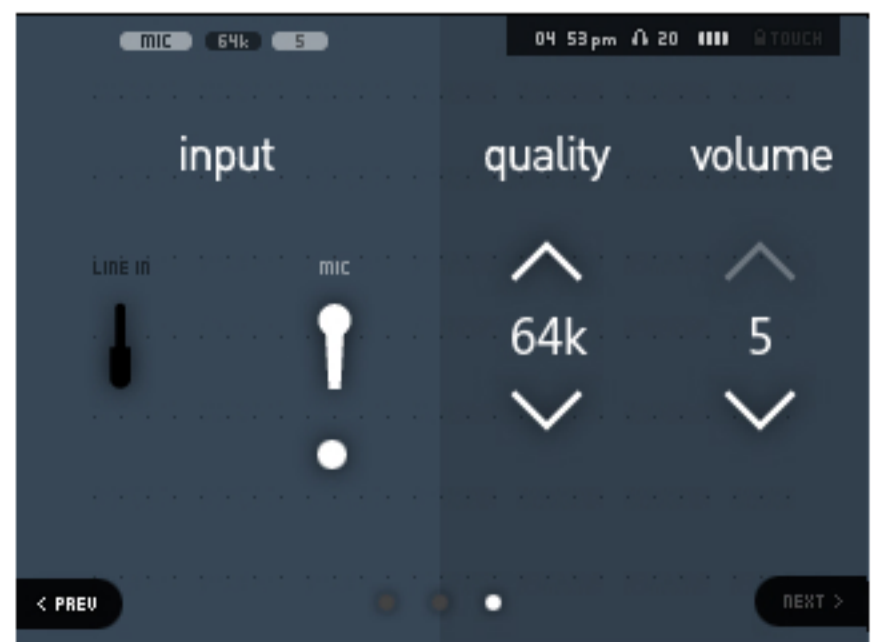 MIC 64k 5 04 53pm 20 TOUCH
input quality volume
LINE IN MIC
64k 5
< PREV NEXT >